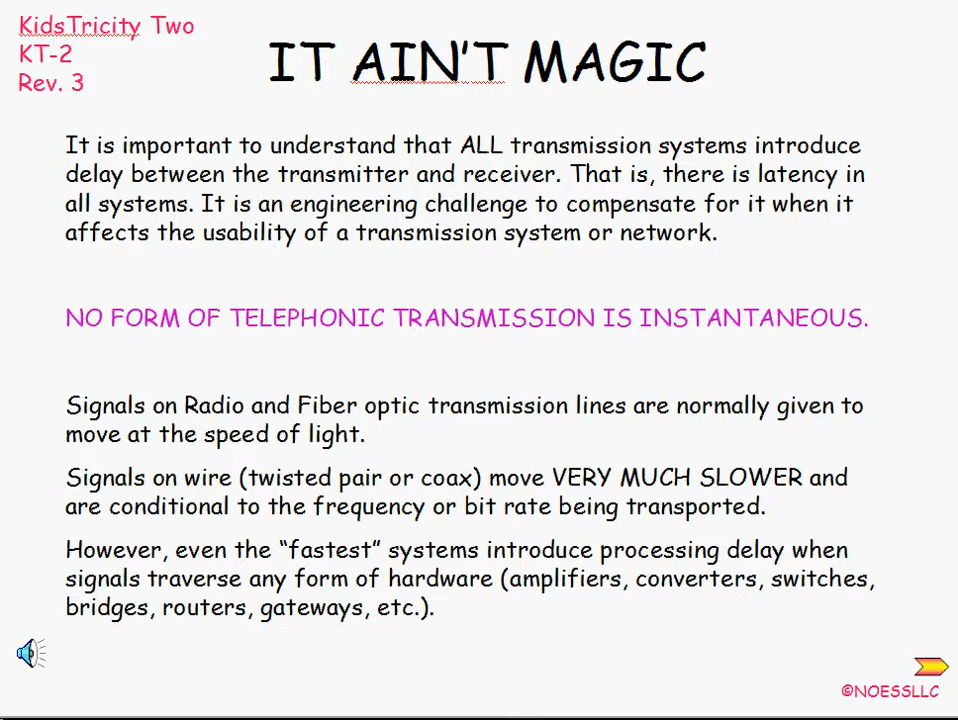 KidsTricity Two
KT-2
Rev. 3
IT AIN'T MAGIC
It is important to understand that ALL transmission systems introduce
delay between the transmitter and receiver. That is, there is latency in
all systems. It is an engineering challenge to compensate for it when it
affects the usability of a transmission system or network.
NO FORM OF TELEPHONIC TRANSMISSION IS INSTANTANEOUS.
Signals on Radio and Fiber optic transmission lines are normally given to
move at the speed of light.
Signals on wire (twisted pair or coax) move VERY MUCH SLOWER and
are conditional to the frequency or bit rate being transported.
However, even the “fastest” systems introduce processing delay when
signals traverse any form of hardware (amplifiers, converters, switches,
bridges, routers, gateways, etc.).
©NOESSLLC